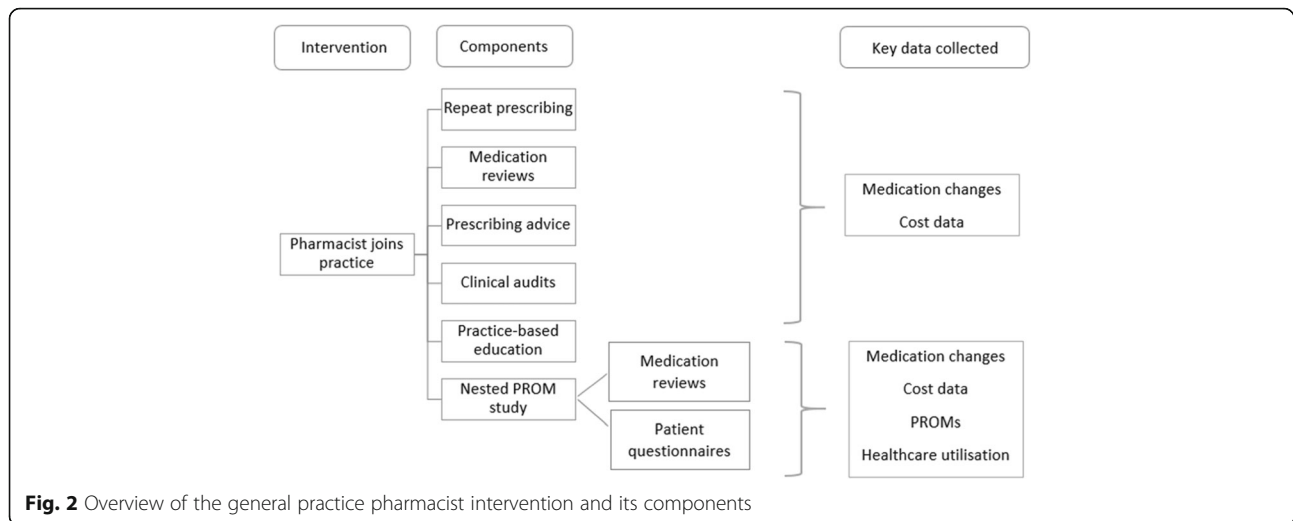 Intervention
Components
Key data collected
Pharmacist joins
practice
Repeat prescribing
Medication
reviews
Prescribing advice
Clinical audits
Practice-based
education
Nested PROM
study
Medication
reviews
Patient
questionnaires
Medication changes
Cost data
Medication changes
Cost data
PROMs
Healthcare utilisation
Fig. 2 Overview of the general practice pharmacist intervention and its components